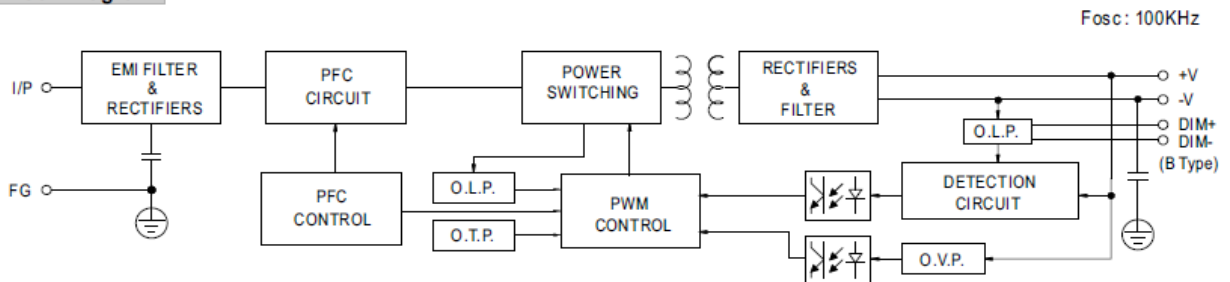 Fosc : 100KHz
I/P
EMI FILTER
&
RECTIFIERS
PFC
CIRCUIT
POWER
SWITCHING
RECTIFIERS
&
FILTER
+V
-V
DIM+
DIM-
(B Type)
O.L.P.
FG
PFC
CONTROL
O.L.P.
O.T.P.
PWM
CONTROL
DETECTION
CIRCUIT
O.V.P.